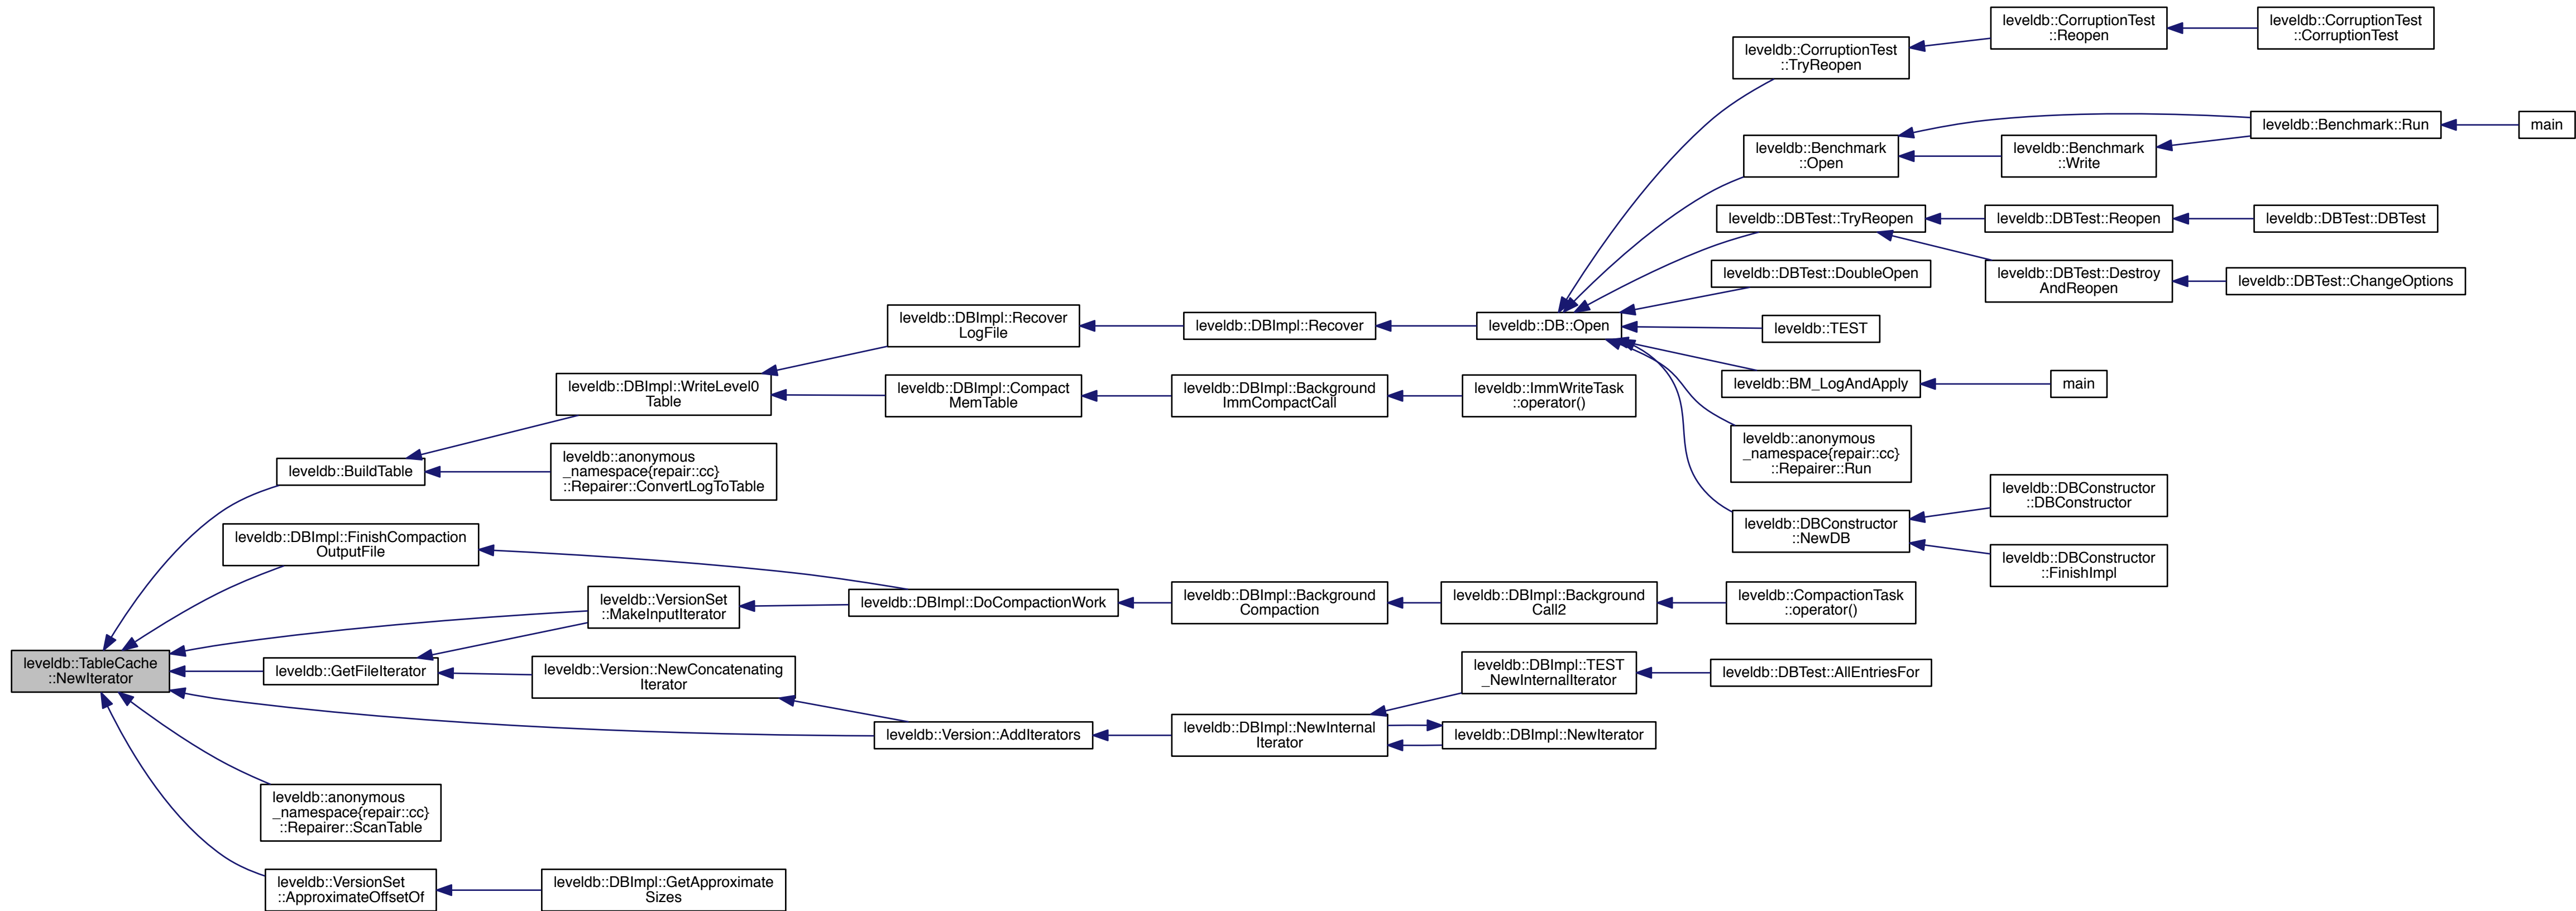 leveldb::CorruptionTest
::Reopen
leveldb::CorruptionTest
::CorruptionTest
leveldb::CorruptionTest
::TryReopen
leveldb::Benchmark::Run
main
leveldb::Benchmark
::Open
leveldb::Benchmark
::Write
leveldb::DBTest::TryReopen
leveldb::DBTest::Reopen
leveldb::DBTest::DBTest
leveldb::DBTest::DoubleOpen
leveldb::DBTest::Destroy
AndReopen
leveldb::DBTest::ChangeOptions
leveldb::DBImpl::Recover
LogFile
leveldb::DBImpl::Recover
leveldb::DB::Open
leveldb::TEST
leveldb::DBImpl::WriteLevel0
Table
leveldb::DBImpl::Compact
MemTable
leveldb::DBImpl::Background
ImmCompactCall
leveldb::ImmWriteTask
::operator()
leveldb::BM_LogAndApply
main
leveldb::anonymous
_namespace{repair::cc}
::Repairer::Run
leveldb::BuildTable
leveldb::anonymous
_namespace{repair::cc}
::Repairer::ConvertLogToTable
leveldb::DBConstructor
::DBConstructor
leveldb::DBConstructor
::NewDB
leveldb::DBConstructor
::FinishImpl
leveldb::DBImpl::FinishCompaction
OutputFile
leveldb::VersionSet
::MakeInputIterator
leveldb::DBImpl::DoCompactionWork
leveldb::DBImpl::Background
Compaction
leveldb::DBImpl::Background
Call2
leveldb::CompactionTask
::operator()
leveldb::TableCache
::NewIterator
leveldb::GetFileIterator
leveldb::Version::NewConcatenating
Iterator
leveldb::DBImpl::TEST
_NewInternalIterator
leveldb::DBTest::AllEntriesFor
leveldb::Version::AddIterators
leveldb::DBImpl::NewInternal
Iterator
leveldb::DBImpl::NewIterator
leveldb::anonymous
_namespace{repair::cc}
::Repairer::ScanTable
leveldb::VersionSet
::ApproximateOffsetOf
leveldb::DBImpl::GetApproximate
Sizes